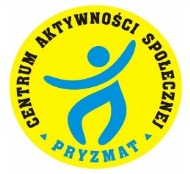 CENTRUM AKTYWNOŚCI SPOŁECZNEJ
PRYZMAT